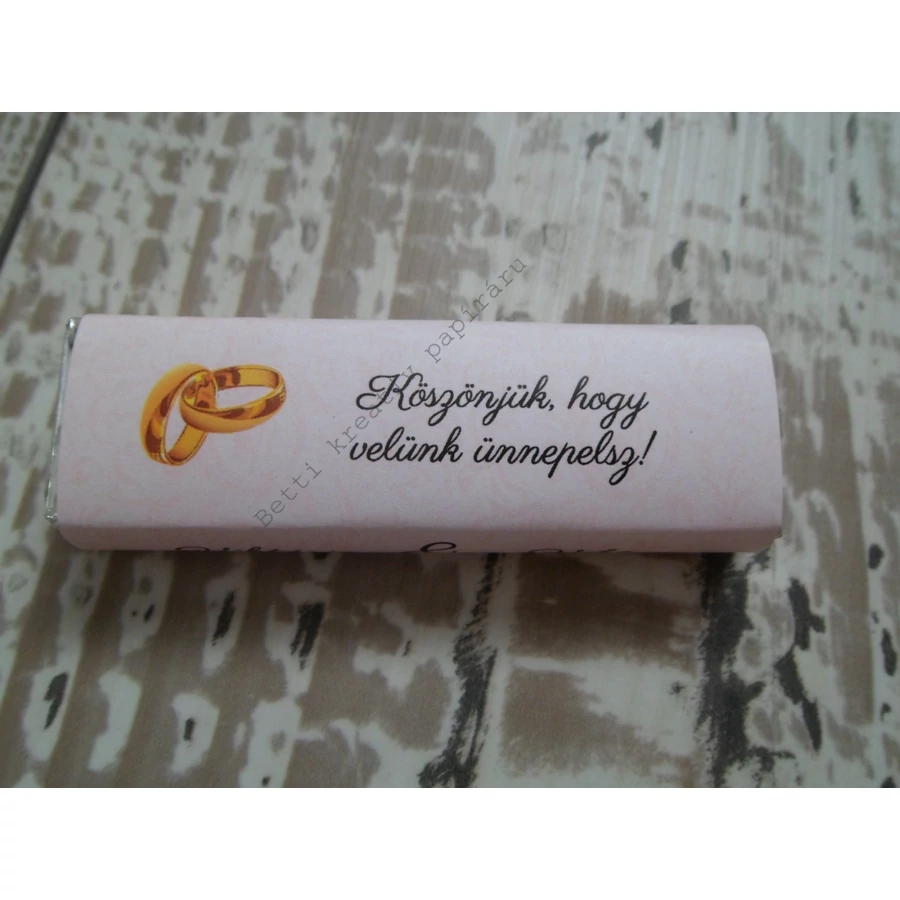 Köszönjük, hogy
velünk ünnepelsz!
Betti kreatív papíráru